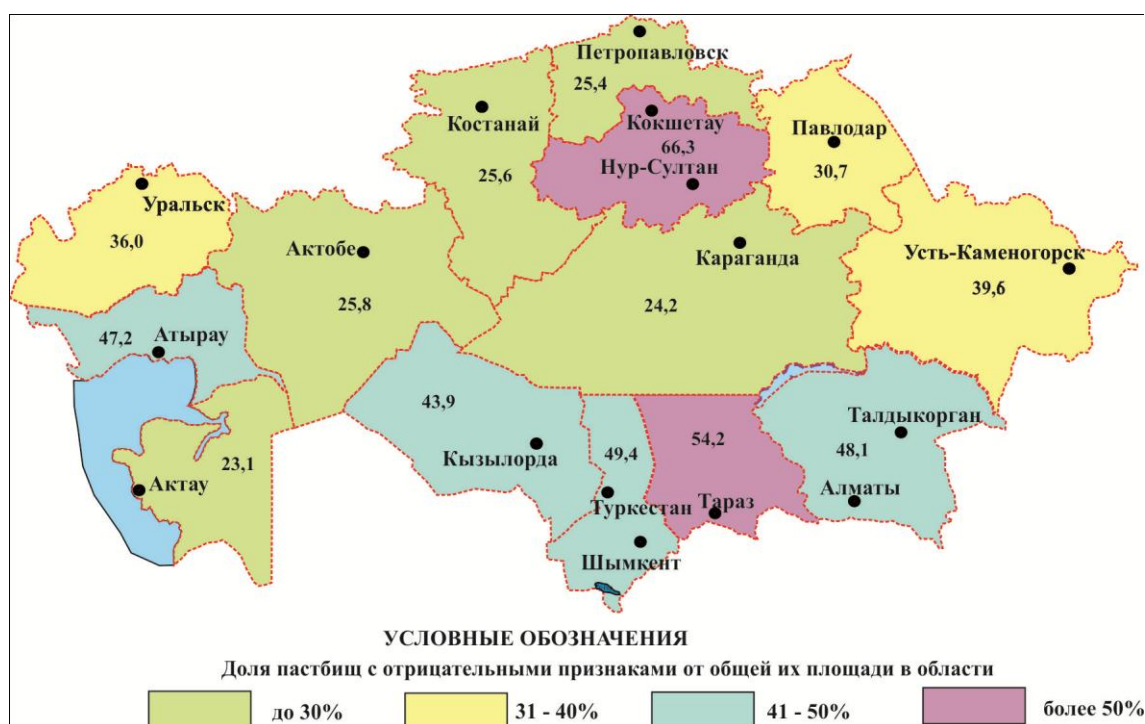 Петропавловск
25,4
Костанай
25,6
Кокшетау
66,3
Нур-Султан
Павлодар
30,7
Уральск
36,0
Актобе
25,8
Караганда
24,2
Усть-Каменогорск
39,6
47,2
Атырау
43,9
Кызылорда
49,4
Туркестан
54,2
Тараз
Талдыкорган
48,1
Алматы
23,1
Актау
Шымкент
УСЛОВНЫЕ ОБОЗНАЧЕНИЯ
Доля пастбищ с отрицательными признаками от общей их площади в области
до 30%
31 - 40%
41 - 50%
более 50%